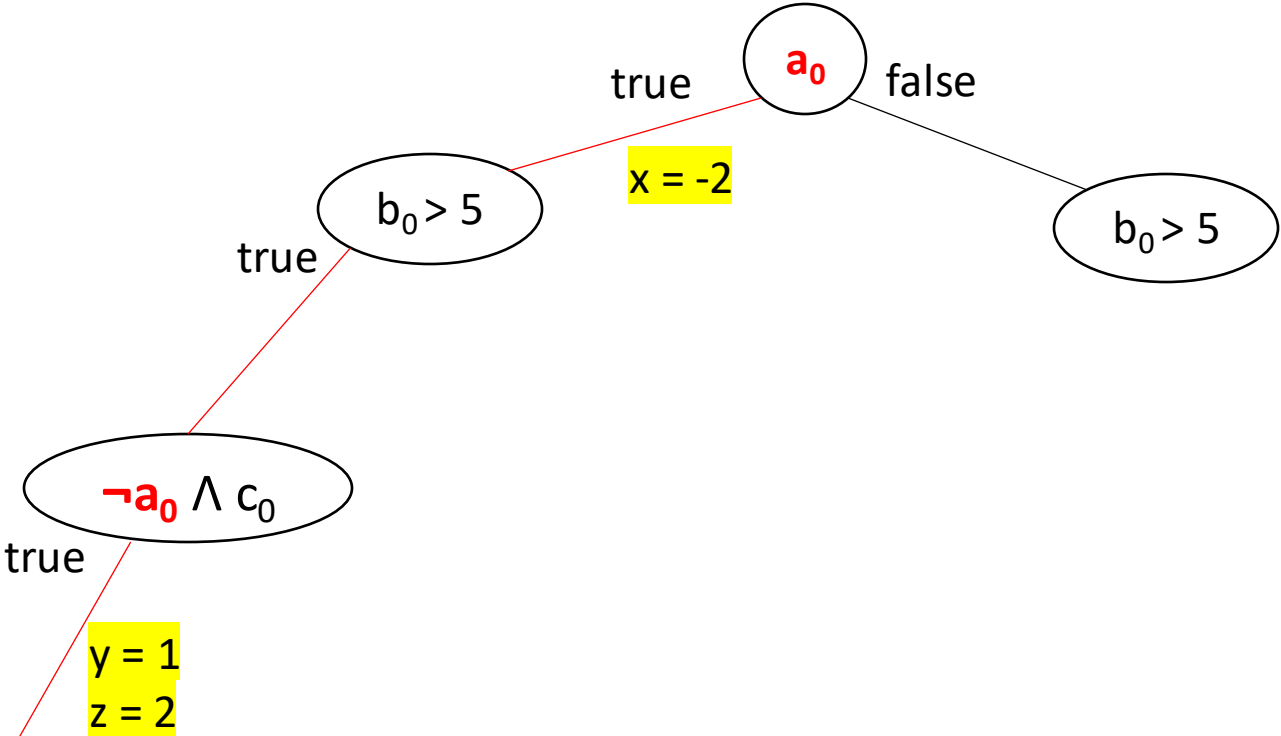 a₀
true
false
x = -2
b₀ > 5
b₀ > 5
true
¬a₀ Λ c₀
true
y = 1
z = 2